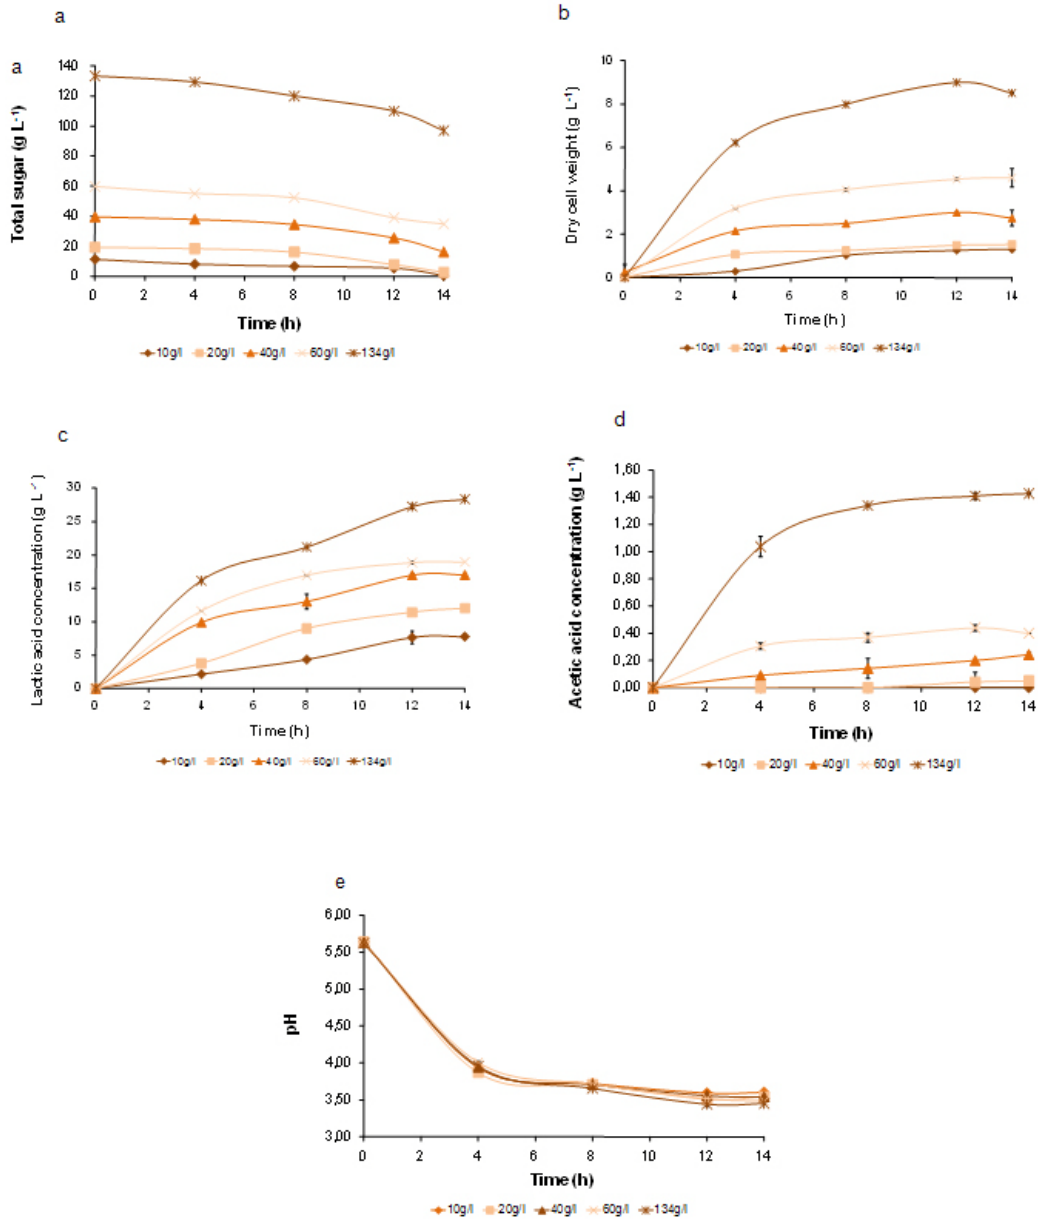 a
b
a
Total sugar (g L-1)
140
120
100
80
60
40
20
0
0 2 4 6 8 10 12 14
Time (h)
10g/l 20g/l 40g/l 60g/l 134g/l
Dry cell weight (g L-1)
10
8
6
4
2
0
0 2 4 6 8 10 12 14
Time (h)
10g/l 20g/l 40g/l 60g/l 134g/l
c
d
Lactic acid concentration (g L-1)
30
25
20
15
10
5
0
0 2 4 6 8 10 12 14
Time (h)
10g/l 20g/l 40g/l 60g/l 134g/l
Acetic acid concentration (g L-1)
1,60
1,40
1,20
1,00
0,80
0,60
0,40
0,20
0,00
0 2 4 6 8 10 12 14
Time (h)
10g/l 20g/l 40g/l 60g/l 134g/l
e
pH
6,00
5,50
5,00
4,50
4,00
3,50
3,00
0 2 4 6 8 10 12 14
Time (h)
10g/l 20g/l 40g/l 60g/l 134g/l